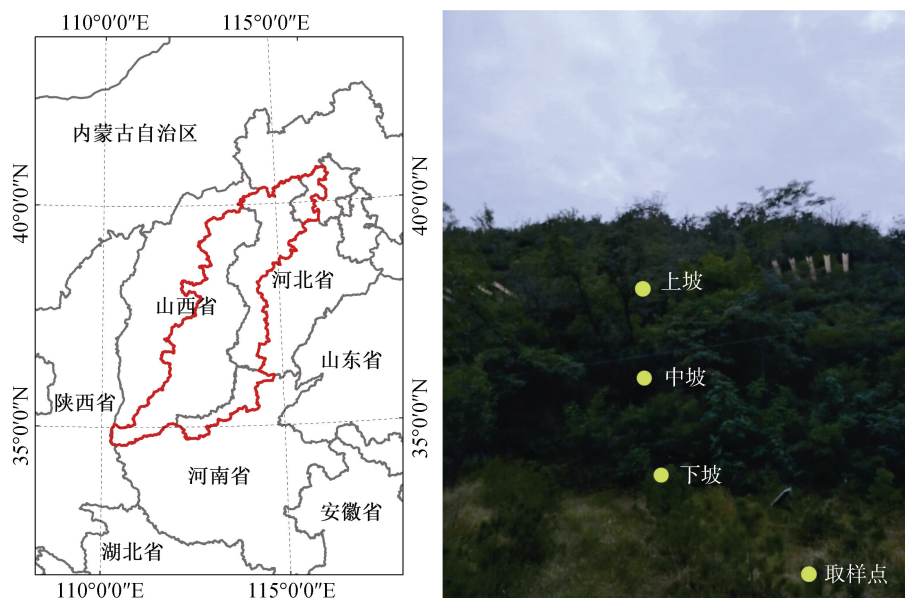 110°0′0″E
115°0′0″E
40°0′0″N
40°0′0″N
内蒙古自治区
河北省
山西省
山东省
陕西省
35°0′0″N
35°0′0″N
河南省
安徽省
湖北省
110°0′0″E
115°0′0″E
上坡
中坡
下坡
取样点